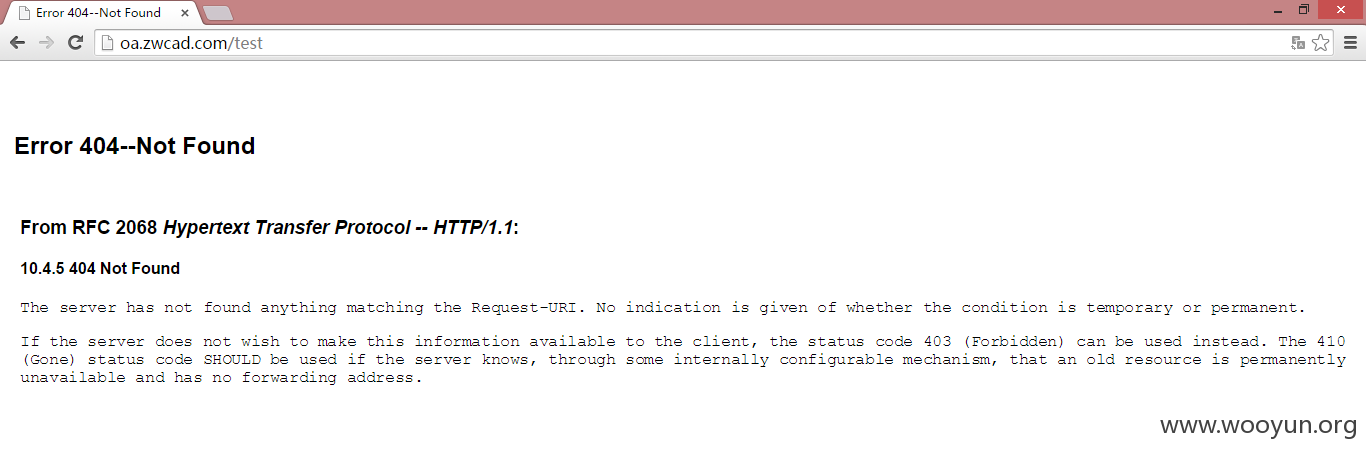 Error 404--Not Found
oa.zwcad.com/test
Error 404--Not Found
From RFC 2068 Hypertext Transfer Protocol -- HTTP/1.1:
10.4.5 404 Not Found
The server has not found anything matching the Request-URI. No indication is given of whether the condition is temporary or permanent.
If the server does not wish to make this information available to the client, the status code 403 (Forbidden) can be used instead. The 410
(Gone) status code SHOULD be used if the server knows, through some internally configurable mechanism, that an old resource is permanently
unavailable and has no forwarding address.
www.wooyun.org